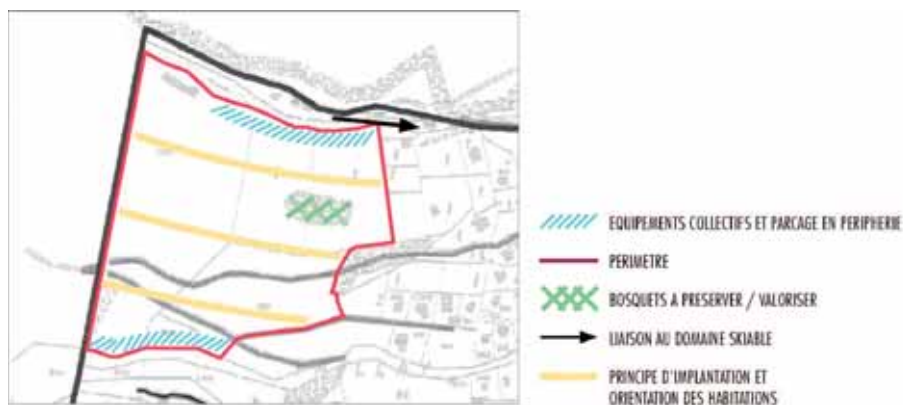 EQUIPEMENTS COLLECTIFS ET PARCAGE EN PERIPHERIE
PERIMETRE
BOSQUETS A PRESERVER / VALORISER
LIAISON AU DOMAINE SKIABLE
PRINCIPE D'IMPLANTATION ET
ORIENTATION DES HABITATIONS